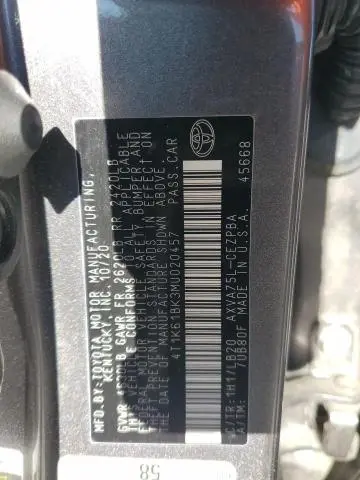 MFD.BY:TOYOTA MOTOR MANUFACTURING,
KENTUCKY INC. 10/20
GVWR 4630LB GAWR FR 2620LB RR 2420LB
THIS VEHICLE CONFORMS TO ALL APPLICABLE
FEDERAL MOTOR VEHICLE SAFETY, BUMPER, AND
THEFT PREVENTION STANDARDS IN EFFECT ON
THE DATE OF MANUFACTURE SHOWN ABOVE.
4T1K61BK3MU020457 PASS.CAR
C/TR: 1H1/LB20 AXVA75L-CEZPBA
A/TM: /UB80F MADE IN U.S.A.
45668
58